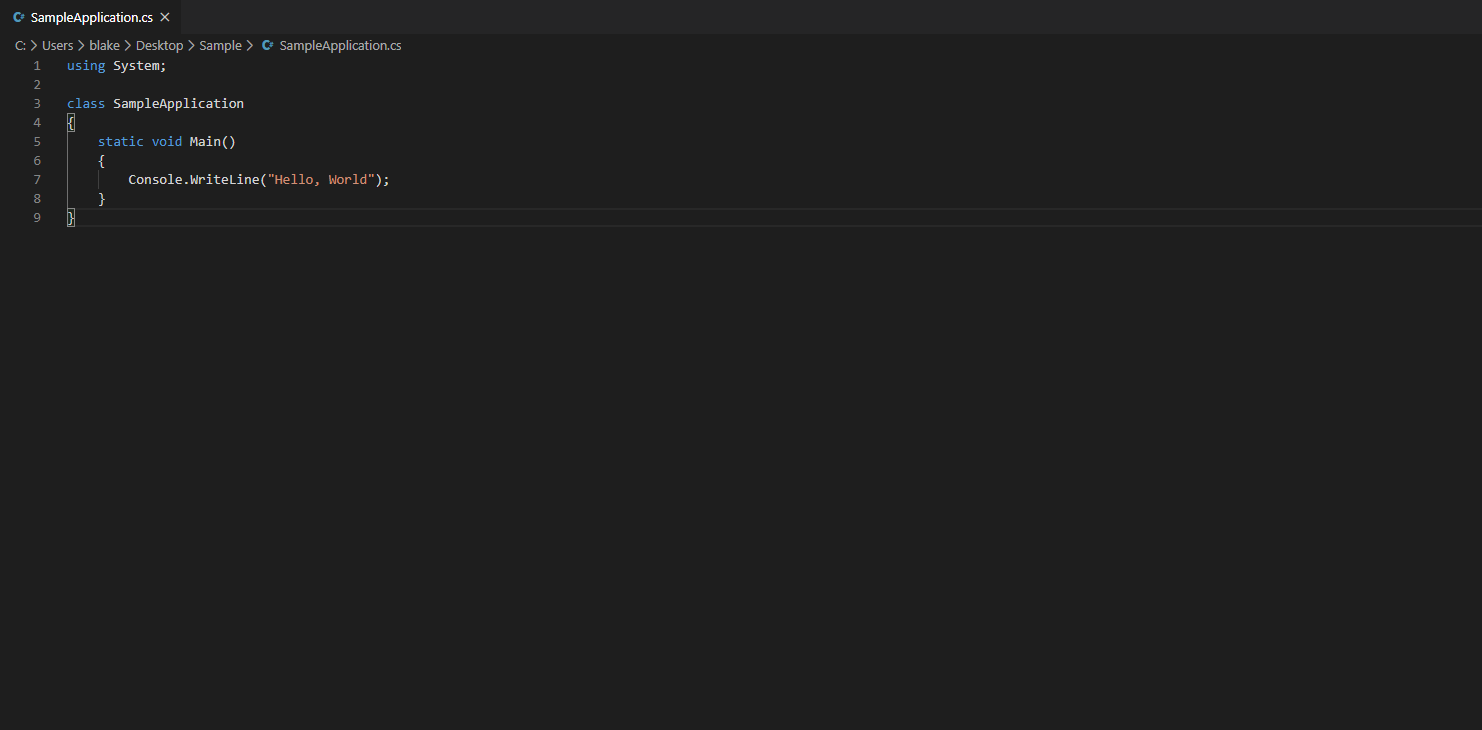 SampleApplication.cs
C: > Users > blake > Desktop > Sample > SampleApplication.cs
1 using System;
2
3 class SampleApplication
4 {
5     static void Main()
6     {
7         Console.WriteLine("Hello, World");
8     }
9 }